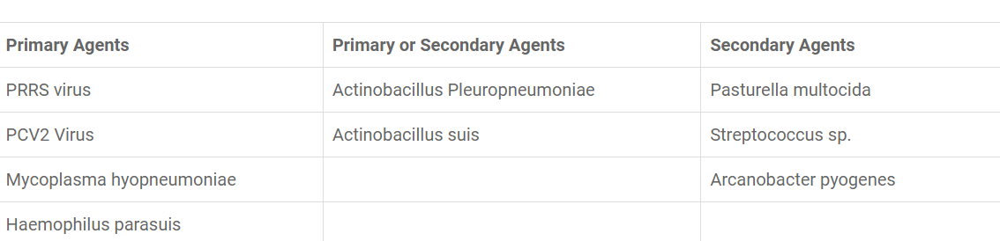 Primary Agents Primary or Secondary Agents Secondary Agents
PRRS virus Actinobacillus Pleuropneumoniae Pasturella multocida
PCV2 Virus Actinobacillus suis Streptococcus sp.
Mycoplasma hyopneumoniae Arcanobacter pyogenes
Haemophilus parasuis